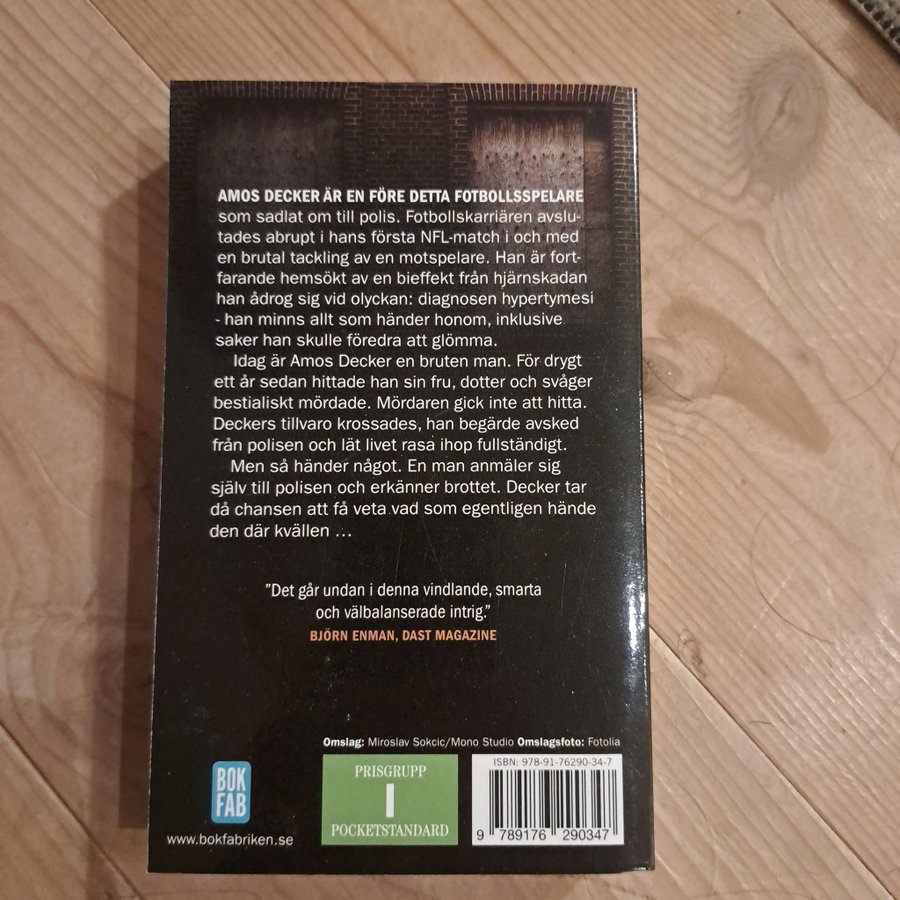 AMOS DECKER ÄR EN FÖRE DETTA FOTBOLLSSPELARE
som sadlat om till polis. Fotbollskarriären avslu-
tades abrupt i hans första NFL-match i och med
en brutal tackling av en motspelare. Han är fort-
farande hemsökt av en bieffekt från hjärnskadan
han ådrog sig vid olyckan: diagnosen hypertymesi
- han minns allt som händer honom, inklusive
saker han skulle föredra att glömma.
Idag är Amos Decker en bruten man. För drygt
ett år sedan hittade han sin fru, dotter och svåger
bestialiskt mördade. Mördaren gick inte att hitta.
Deckers tillvaro krossades, han begärde avsked
från polisen och lät livet rasa ihop fullständigt.
Men så händer något. En man anmäler sig
själv till polisen och erkänner brottet. Decker tar
då chansen att få veta vad som egentligen hände
den där kvällen ...
"Det går undan i denna vindlande, smarta
och välbalanserade intrig."
BJÖRN ENMAN, DAST MAGAZINE
Omslag: Miroslav Sokcic/Mono Studio Omslagsfoto: Fotolia
BOK
FAB
www.bokfabriken.se
PRISGRUPP
I
POCKETSTANDARD
ISBN: 978-91-76290-34-7
9 789176 290347